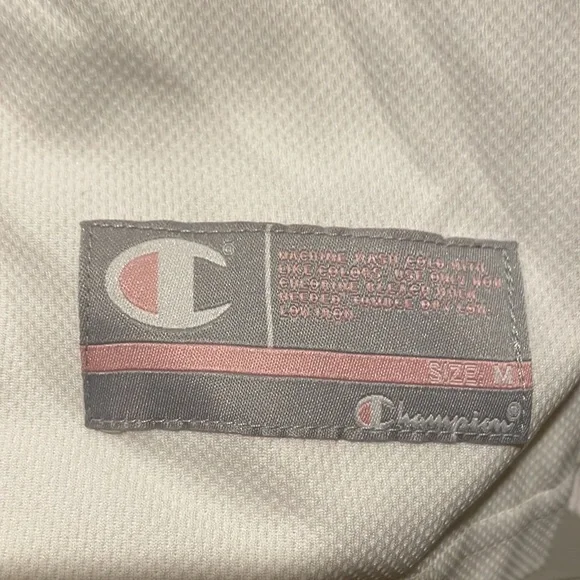 MACHINE WASH COLD WITH
LIKE COLORS. USE ONLY NON
CHLORINE BLEACH WHEN
NEEDED. TUMBLE DRY LOW.
LOW IRON
SIZE: M
Champion®